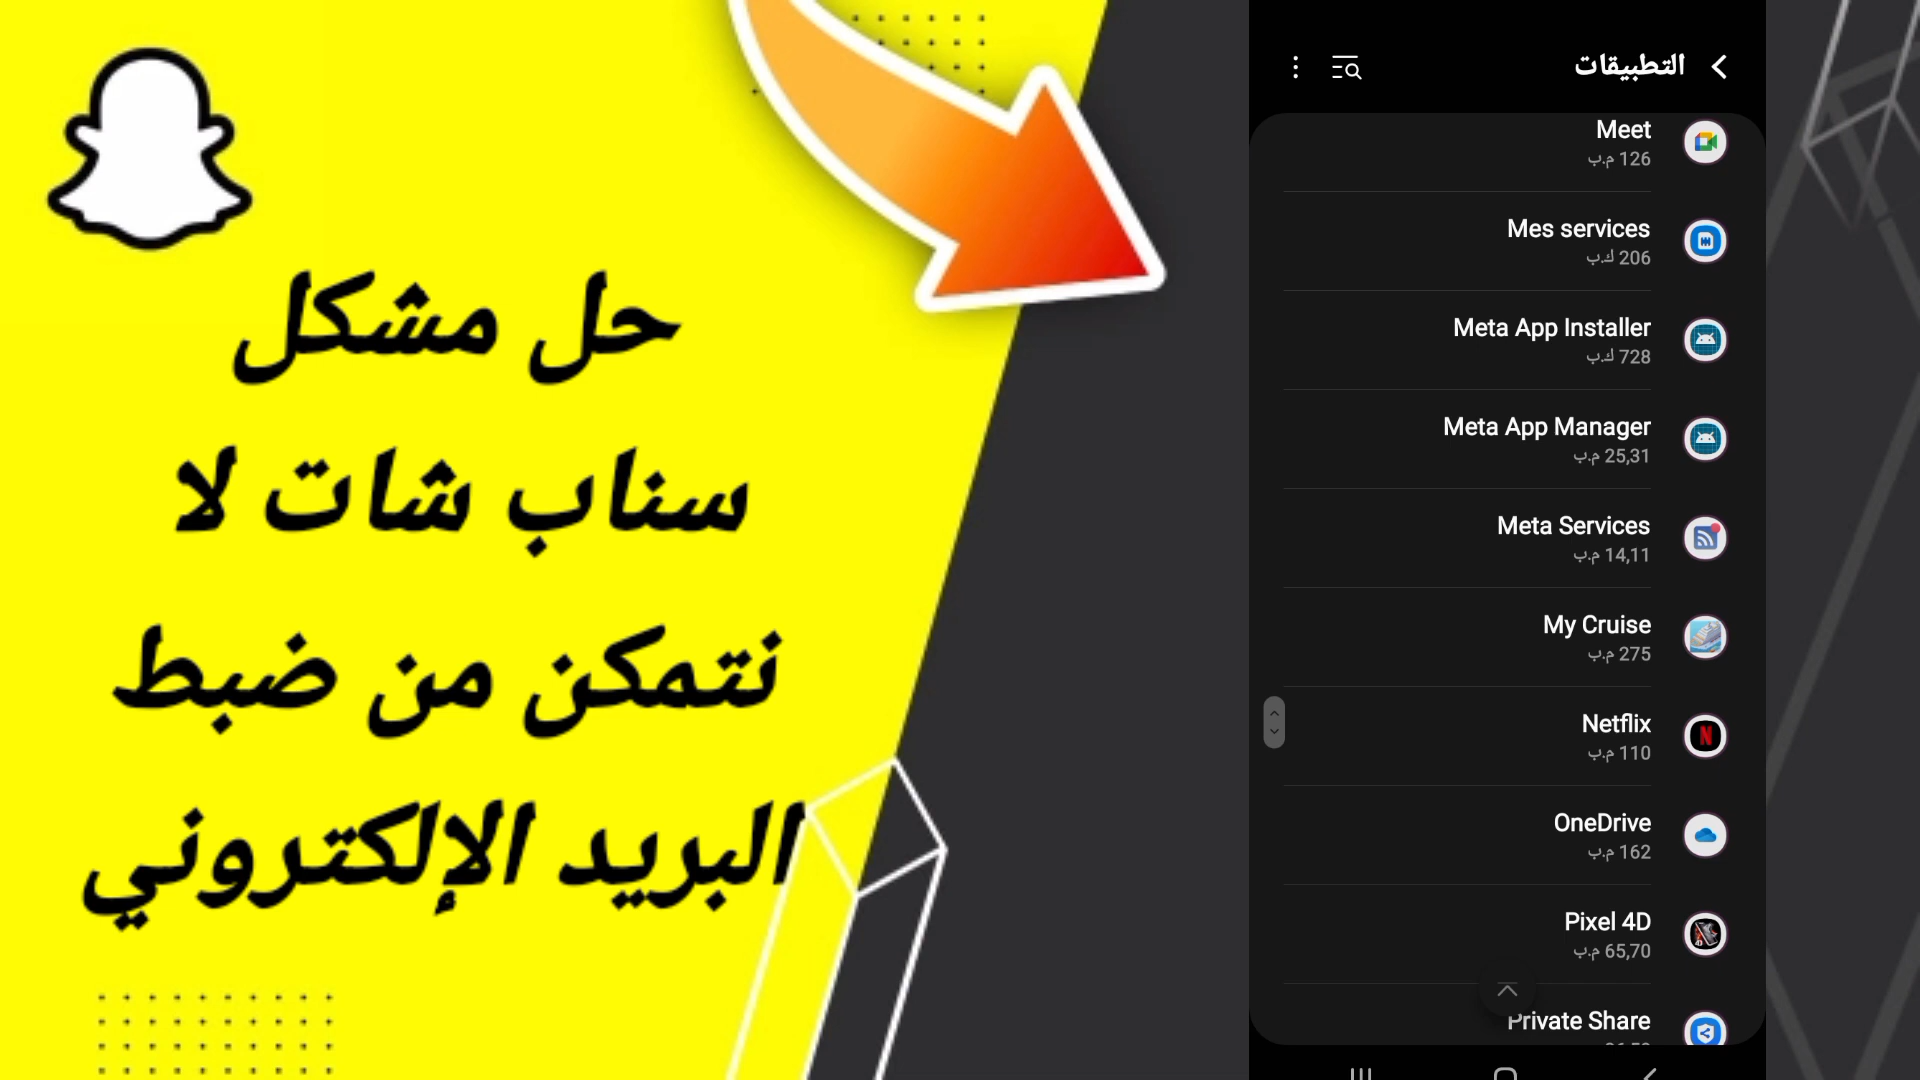 حل مشكل
سناب شات لا
نتمكن من ضبط
البريد الإلكتروني
التطبيقات
Meet
126 م.ب
Mes services
206 ك.ب
Meta App Installer
728 ك.ب
Meta App Manager
25,31 م.ب
Meta Services
14,11 م.ب
My Cruise
275 م.ب
Netflix
110 م.ب
OneDrive
162 م.ب
Pixel 4D
65,70 م.ب
Private Share